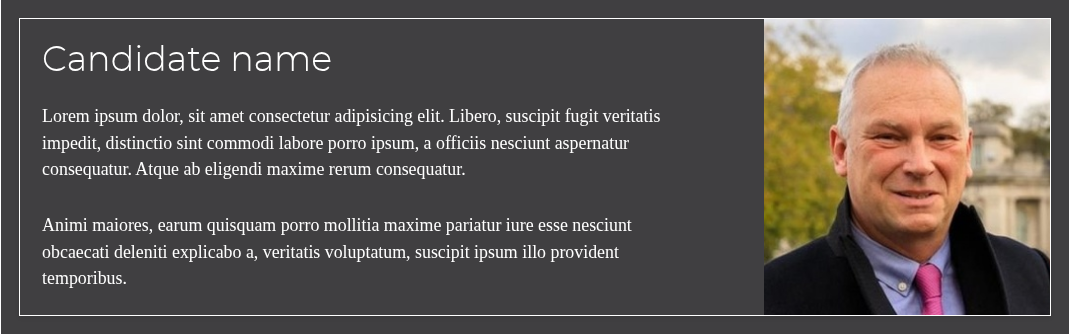 Candidate name
Lorem ipsum dolor, sit amet consectetur adipisicing elit. Libero, suscipit fugit veritatis
impedit, distinctio sint commodi labore porro ipsum, a officiis nesciunt aspernatur
consequatur. Atque ab eligendi maxime rerum consequatur.
Animi maiores, earum quisquam porro mollitia maxime pariatur iure esse nesciunt
obcaecati deleniti explicabo a, veritatis voluptatum, suscipit ipsum illo provident
temporibus.